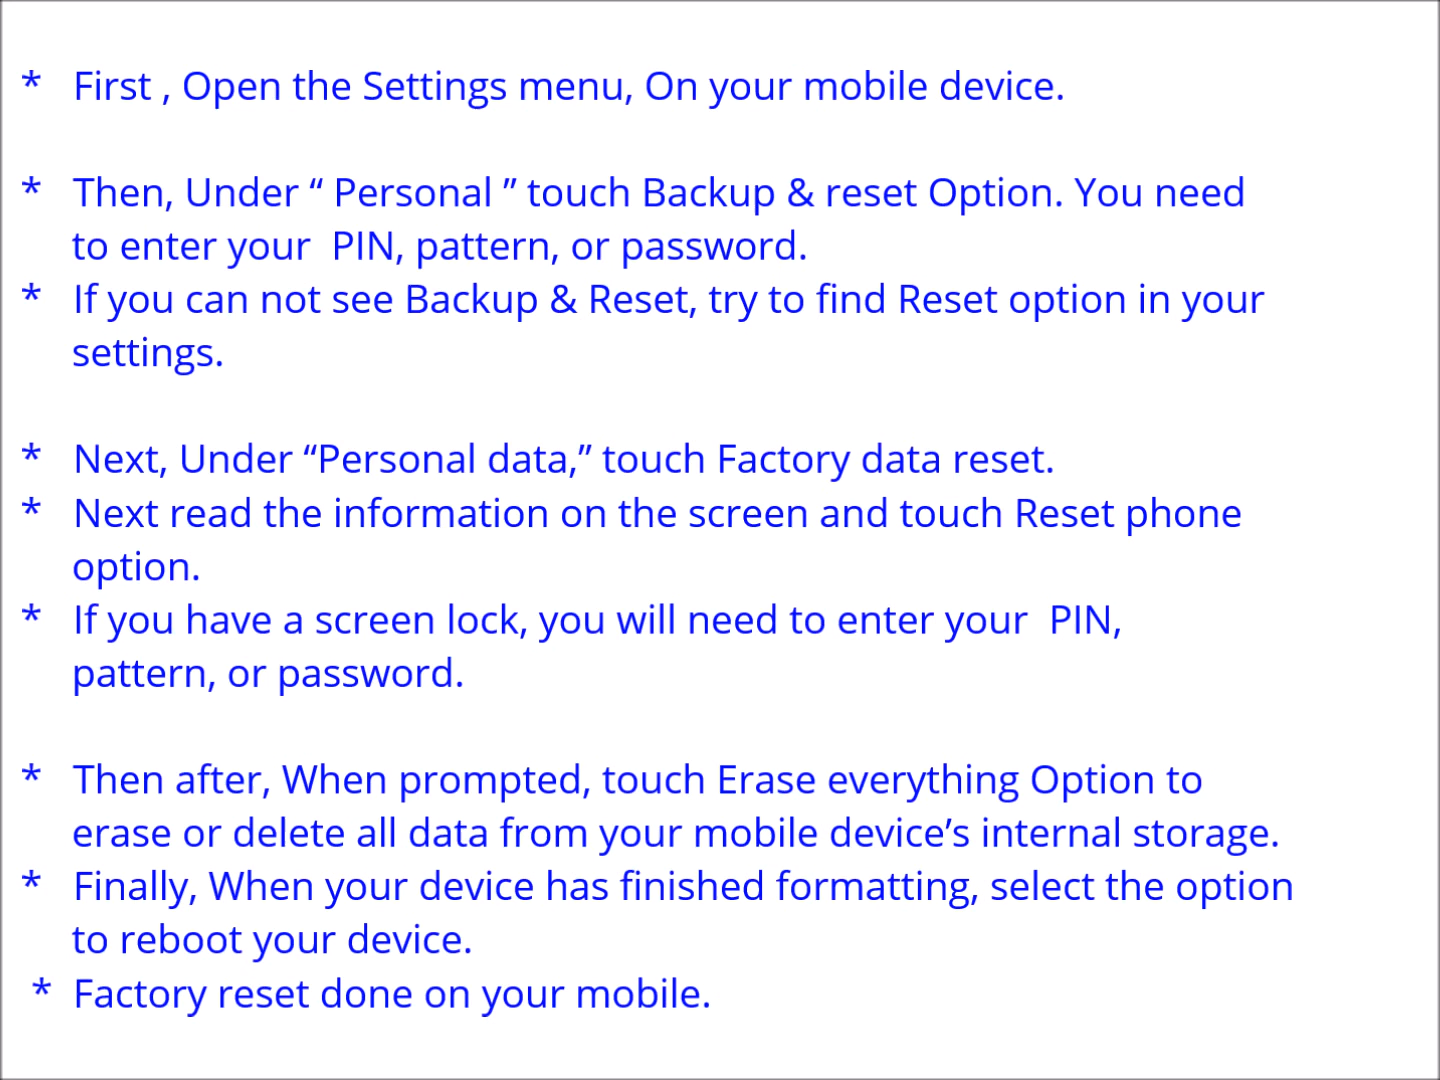 * First , Open the Settings menu, On your mobile device.
* Then, Under “ Personal ” touch Backup & reset Option. You need
to enter your  PIN, pattern, or password.
* If you can not see Backup & Reset, try to find Reset option in your
settings.
* Next, Under “Personal data,” touch Factory data reset.
* Next read the information on the screen and touch Reset phone
option.
* If you have a screen lock, you will need to enter your  PIN,
pattern, or password.
* Then after, When prompted, touch Erase everything Option to
erase or delete all data from your mobile device’s internal storage.
* Finally, When your device has finished formatting, select the option
to reboot your device.
* Factory reset done on your mobile.